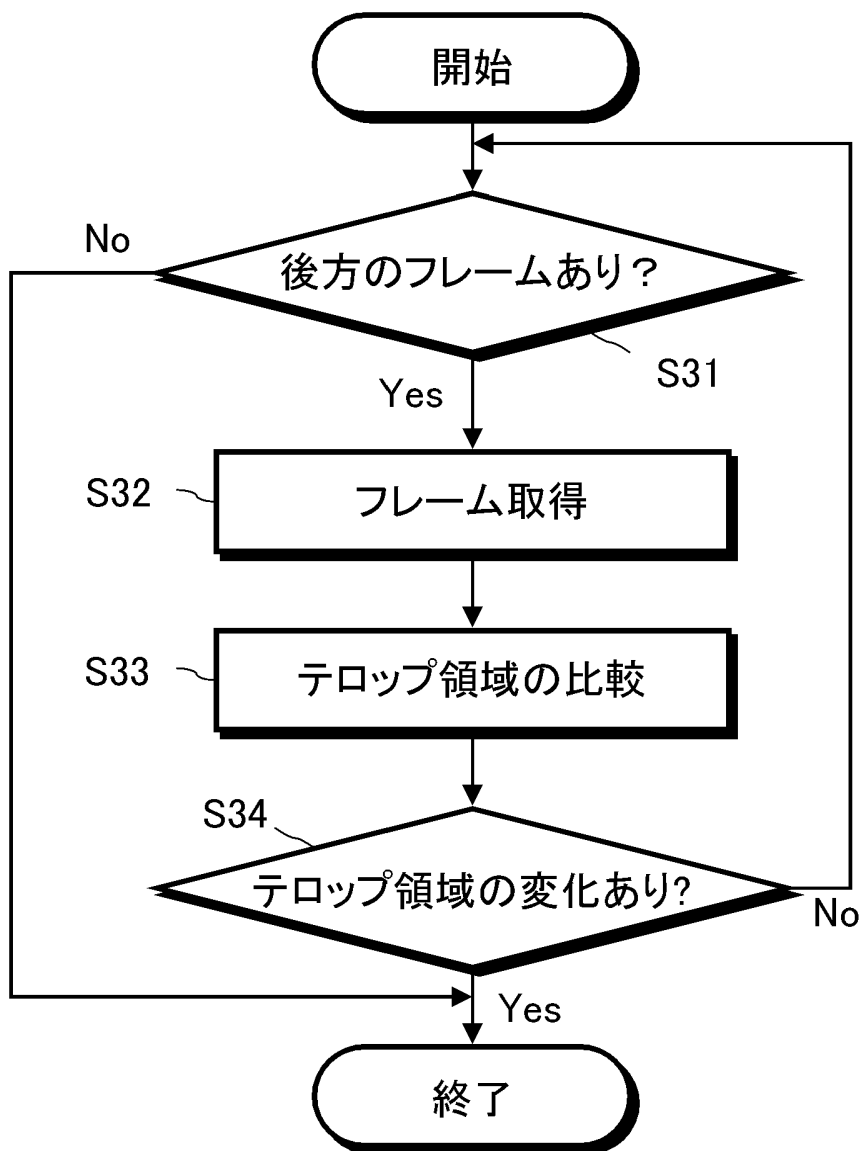 開始
No
後方のフレームあり？
S31
Yes
S32
フレーム取得
S33
テロップ領域の比較
S34
テロップ領域の変化あり?
No
Yes
終了